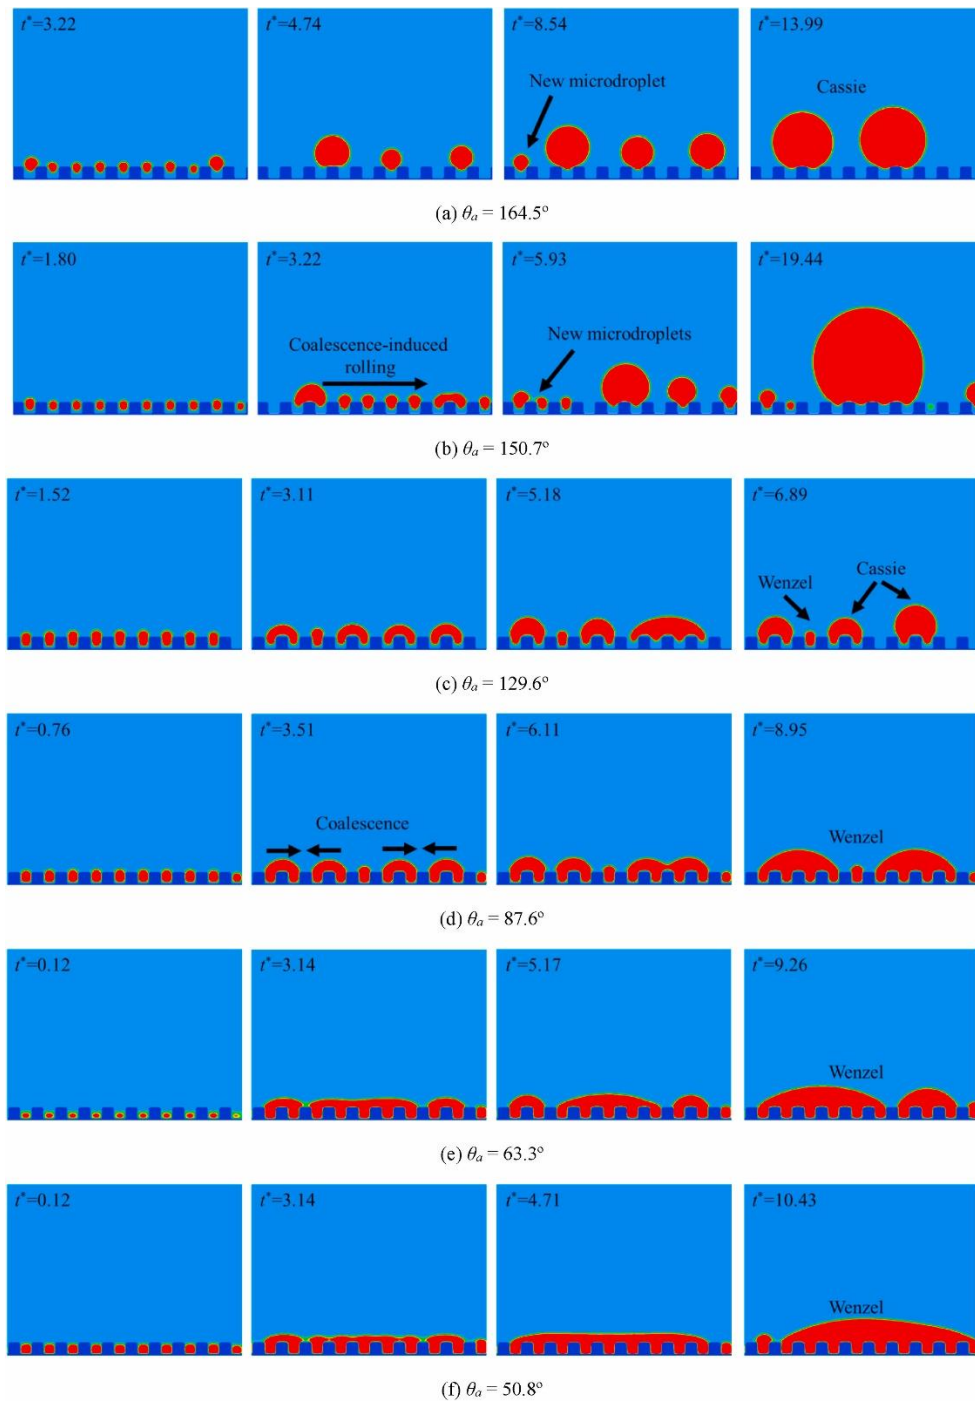 t*=3.22
t*=4.74
t*=8.54
t*=13.99
New microdroplet
Cassie
(a) θa = 164.5°
t*=1.80
t*=3.22
t*=5.93
t*=19.44
Coalescence-induced
rolling
New microdroplets
(b) θa = 150.7°
t*=1.52
t*=3.11
t*=5.18
t*=6.89
Wenzel
Cassie
(c) θa = 129.6°
t*=0.76
t*=3.51
t*=6.11
t*=8.95
Coalescence
Wenzel
(d) θa = 87.6°
t*=0.12
t*=3.14
t*=5.17
t*=9.26
Wenzel
(e) θa = 63.3°
t*=0.12
t*=3.14
t*=4.71
t*=10.43
Wenzel
(f) θa = 50.8°